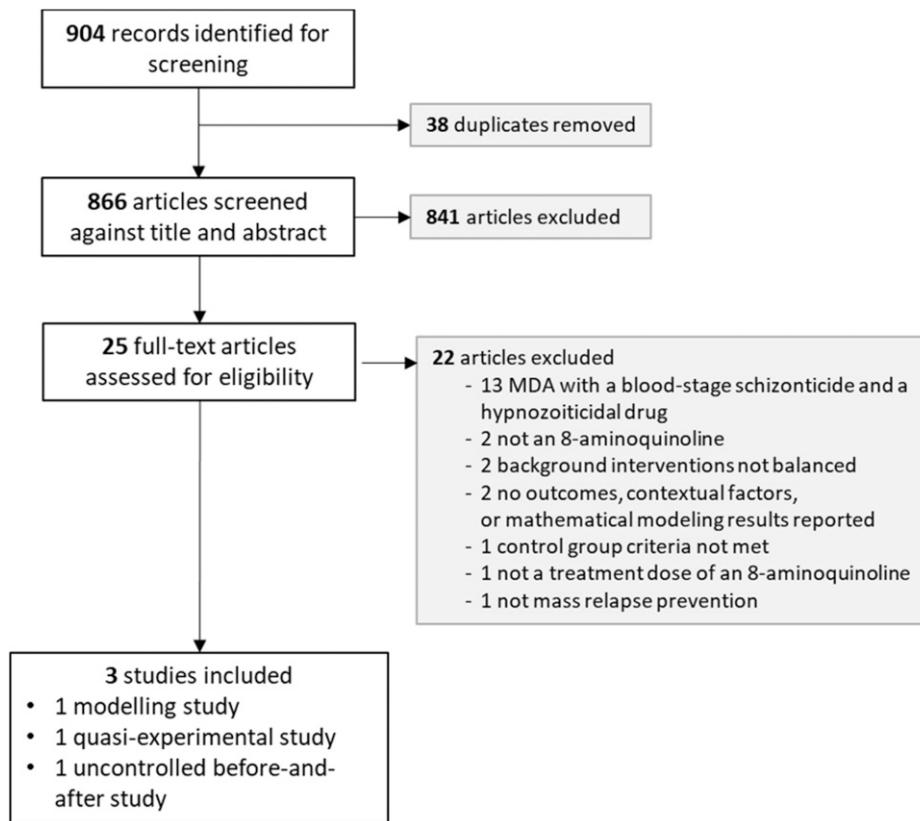 904 records identified for
screening
38 duplicates removed
866 articles screened
against title and abstract
841 articles excluded
25 full-text articles
assessed for eligibility
22 articles excluded
- 13 MDA with a blood-stage schizonticide and a
hypnozoiticidal drug
- 2 not an 8-aminoquinoline
- 2 background interventions not balanced
- 2 no outcomes, contextual factors,
or mathematical modeling results reported
- 1 control group criteria not met
- 1 not a treatment dose of an 8-aminoquinoline
- 1 not mass relapse prevention
3 studies included
• 1 modelling study
• 1 quasi-experimental study
• 1 uncontrolled before-and-
after study